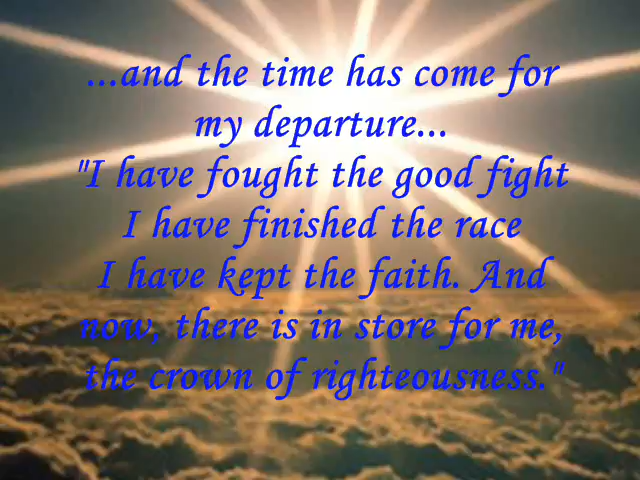 ...and the time has come for
my departure...
"I have fought the good fight
I have finished the race
I have kept the faith. And
now, there is in store for me,
the crown of righteousness."